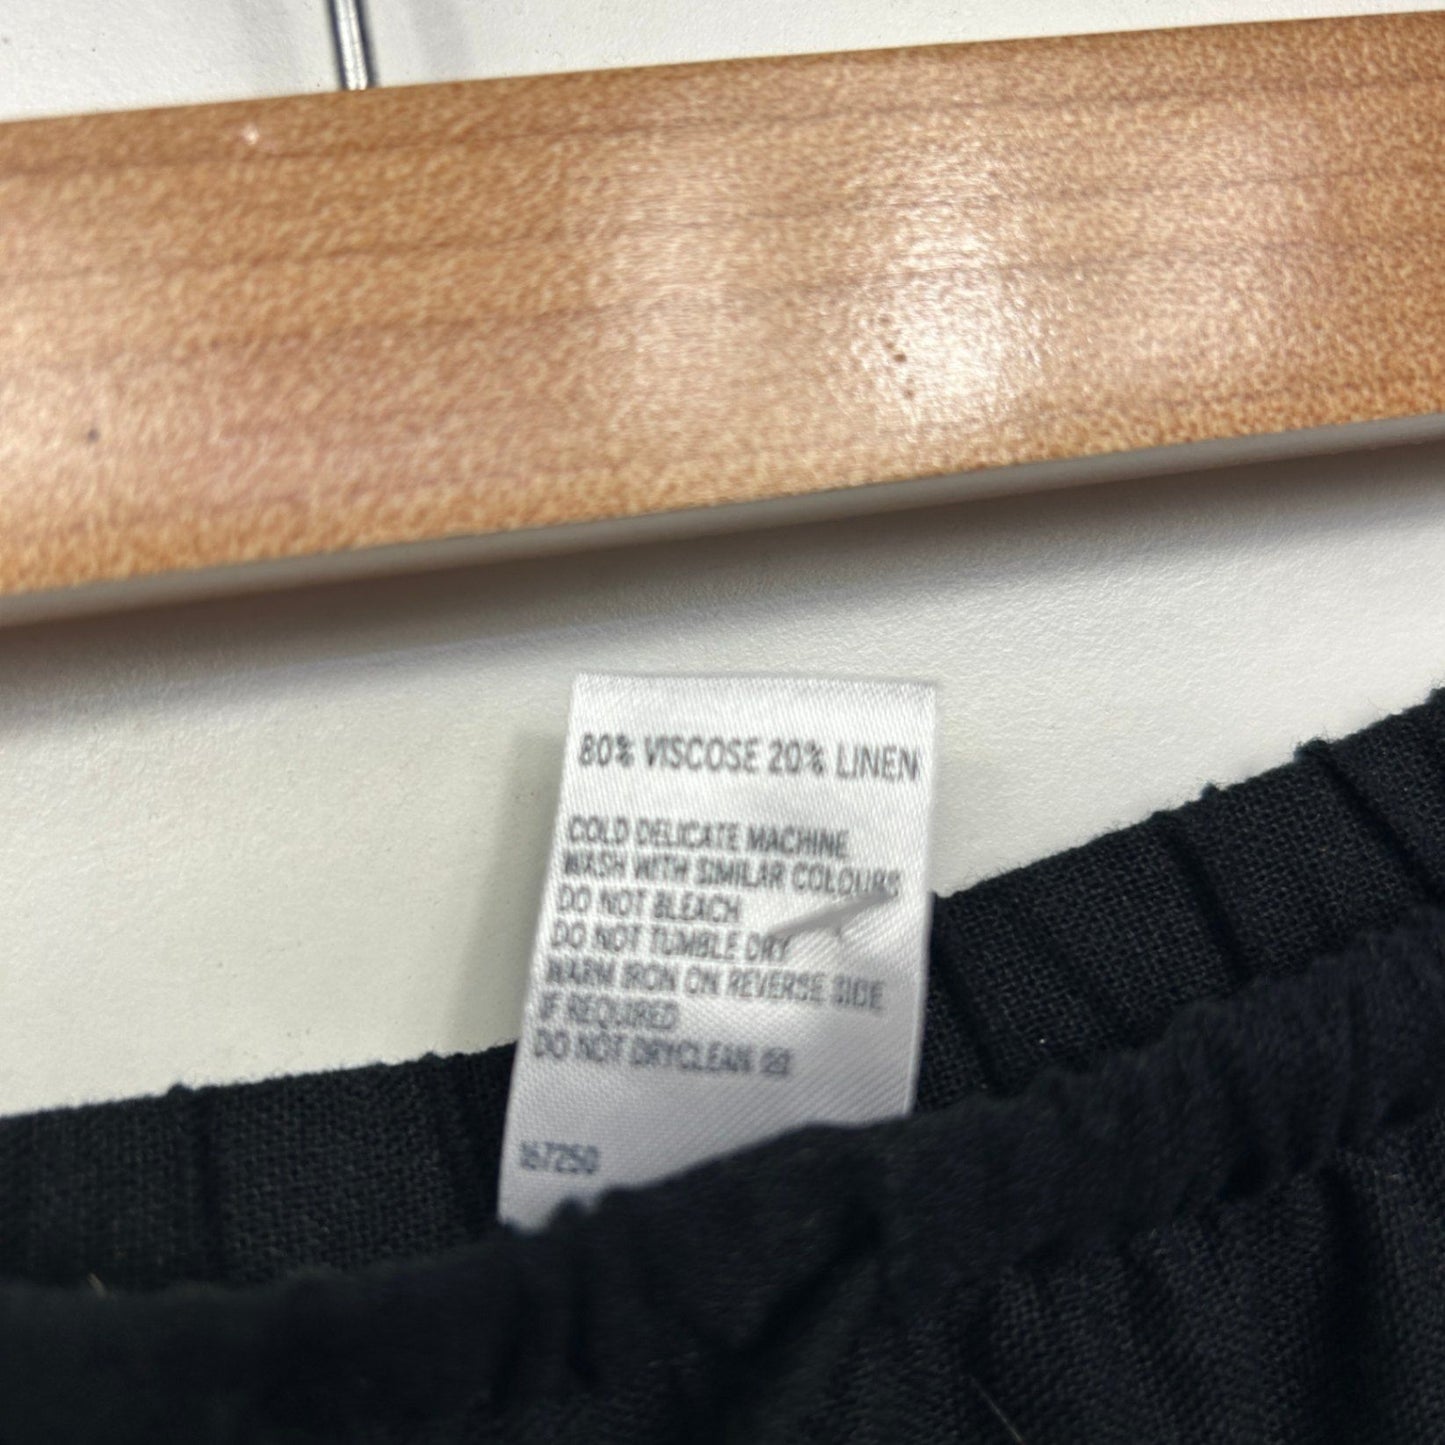 80% VISCOSE 20% LINEN
COLD DELICATE MACHINE
WASH WITH SIMILAR COLOURS
DO NOT BLEACH
DO NOT TUMBLE DRY
WARM IRON ON REVERSE SIDE
IF REQUIRED
DO NOT DRYCLEAN
167250